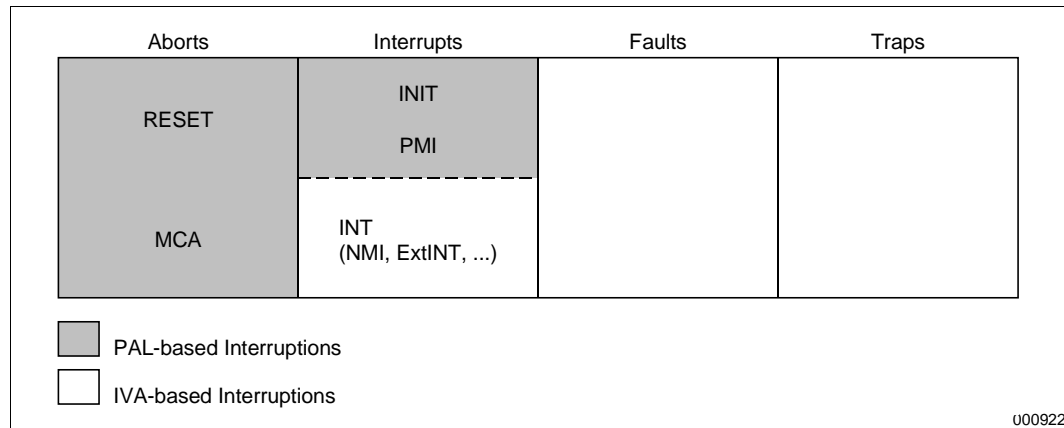 Aborts Interrupts Faults Traps
RESET
INIT
PMI
MCA
INT
(NMI, ExtINT, ...)
PAL-based Interruptions
IVA-based Interruptions
000922